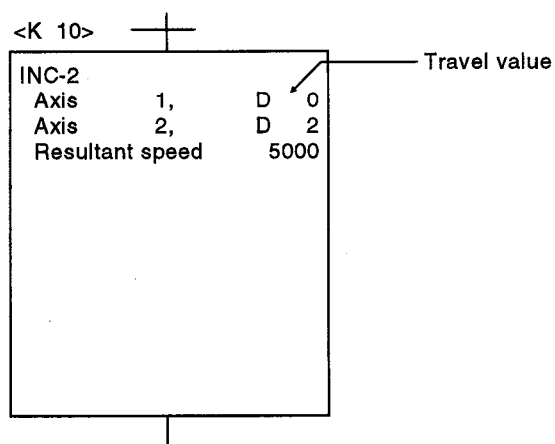 <K 10>
Travel value
INC-2
Axis 1, D 0
Axis 2, D 2
Resultant speed 5000